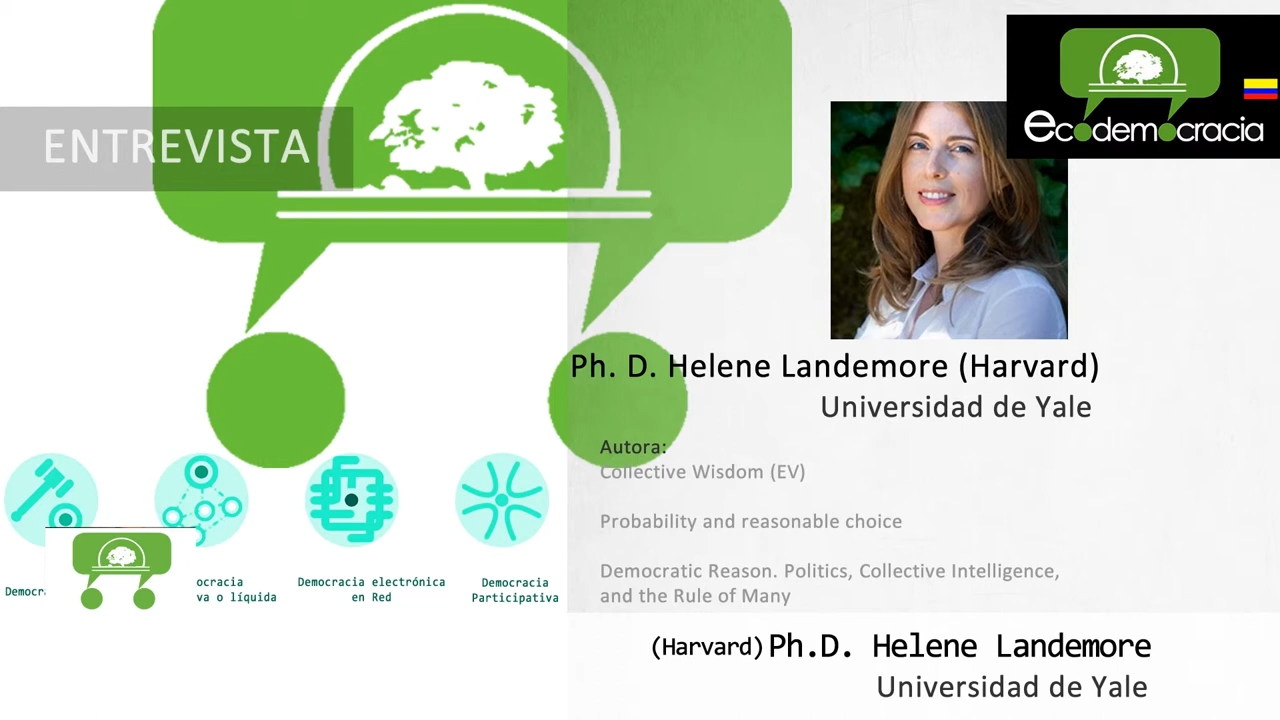 ENTREVISTA
ecodemocracia
Ph. D. Helene Landemore (Harvard)
Universidad de Yale
Autora:
Collective Wisdom (EV)
Probability and reasonable choice
Democratic Reason. Politics, Collective Intelligence,
and the Rule of Many
Democr
ocracia
va o líquida
Democracia electrónica
en Red
Democracia
Participativa
(Harvard) Ph.D. Helene Landemore
Universidad de Yale